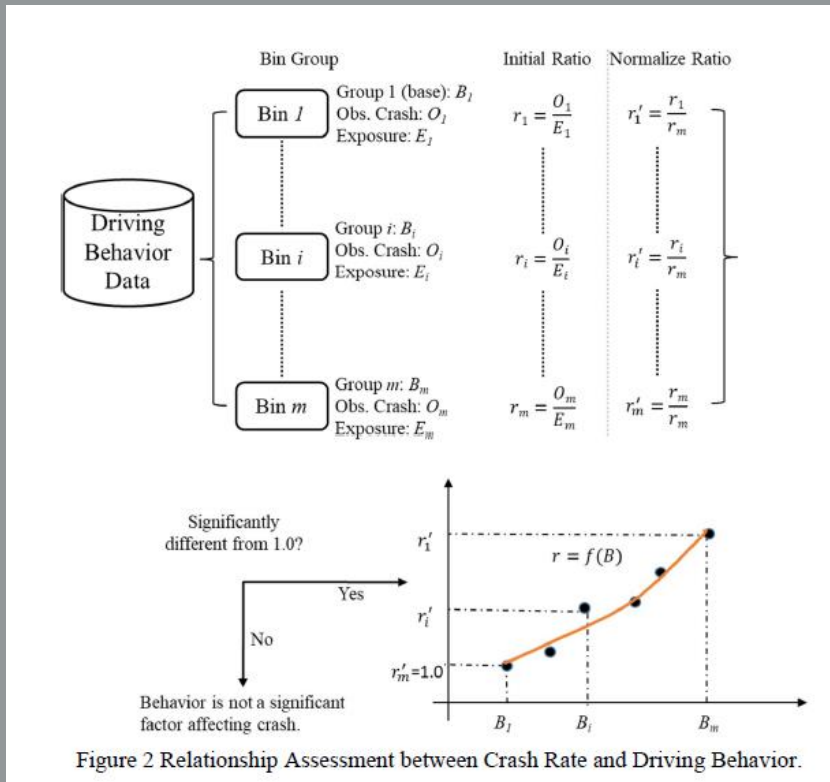 Bin Group
Initial Ratio
Normalize Ratio
Driving
Behavior
Data
Bin 1
Group 1 (base): B₁
Obs. Crash: O₁
Exposure: E₁
r₁ = O₁/E₁
r₁′ = r₁/rₘ
Bin i
Group i: Bᵢ
Obs. Crash: Oᵢ
Exposure: Eᵢ
rᵢ = Oᵢ/Eᵢ
rᵢ′ = rᵢ/rₘ
Bin m
Group m: Bₘ
Obs. Crash: Oₘ
Exposure: Eₘ
rₘ = Oₘ/Eₘ
rₘ′ = rₘ/rₘ
Significantly
different from 1.0?
Yes
No
Behavior is not a significant
factor affecting crash.
r₁′
r = f(B)
rᵢ′
rₘ′=1.0
B₁ Bᵢ Bₘ
Figure 2 Relationship Assessment between Crash Rate and Driving Behavior.